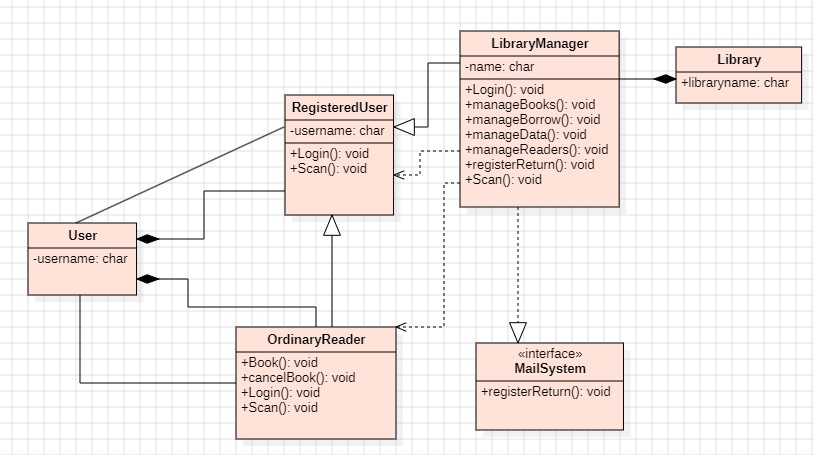 LibraryManager
-name: char
+Login(): void
+manageBooks(): void
+manageBorrow(): void
+manageData(): void
+manageReaders(): void
+registerReturn(): void
+Scan(): void
Library
+libraryname: char
RegisteredUser
-username: char
+Login(): void
+Scan(): void
User
-username: char
OrdinaryReader
+Book(): void
+cancelBook(): void
+Login(): void
+Scan(): void
«interface»
MailSystem
+registerReturn(): void